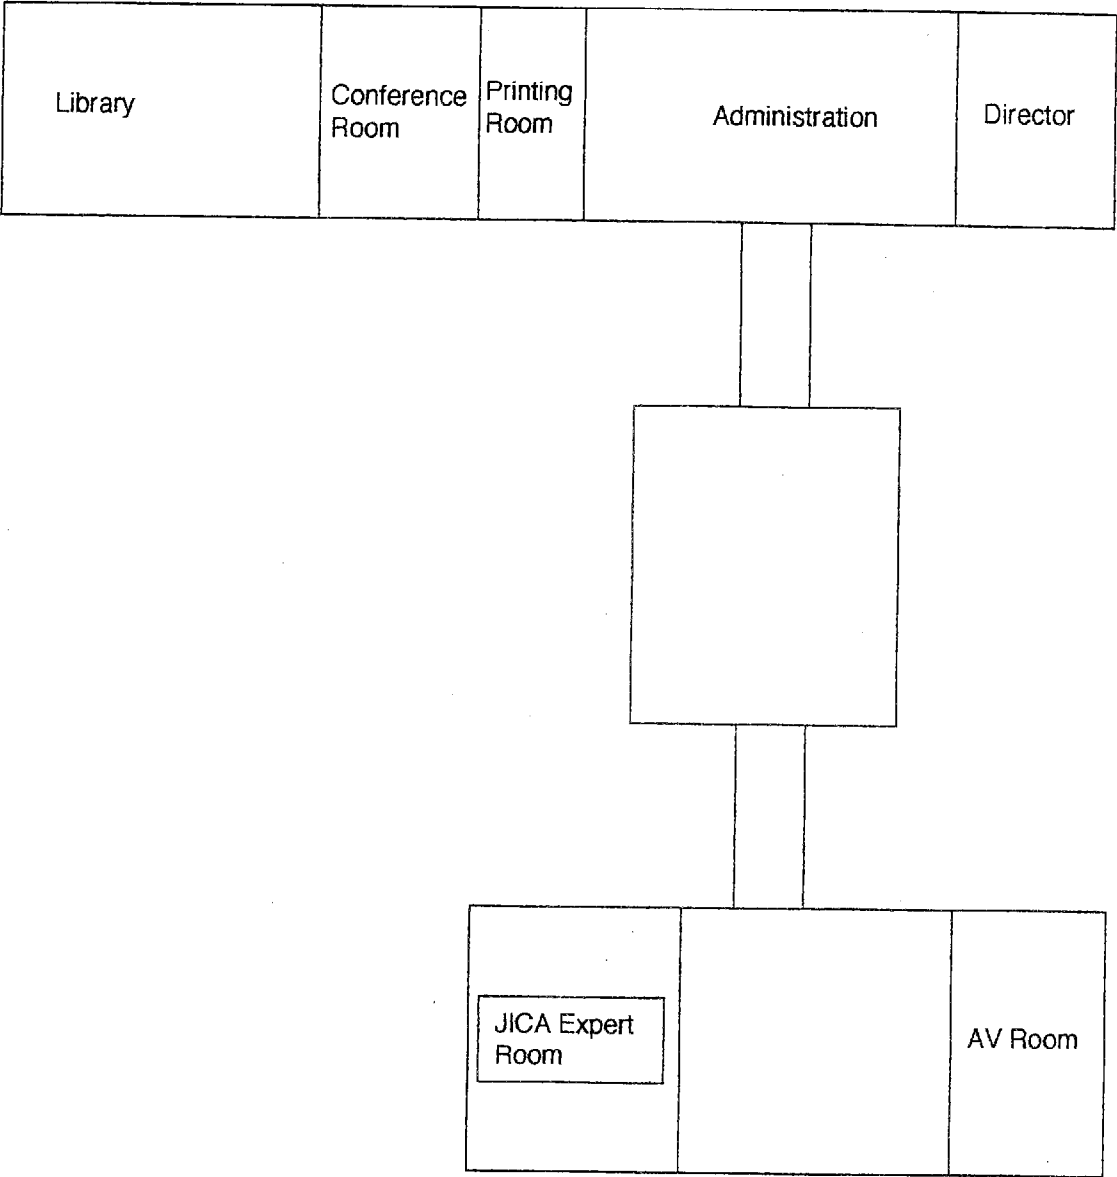 Library
Conference
Room
Printing
Room
Administration
Director
JICA Expert
Room
AV Room